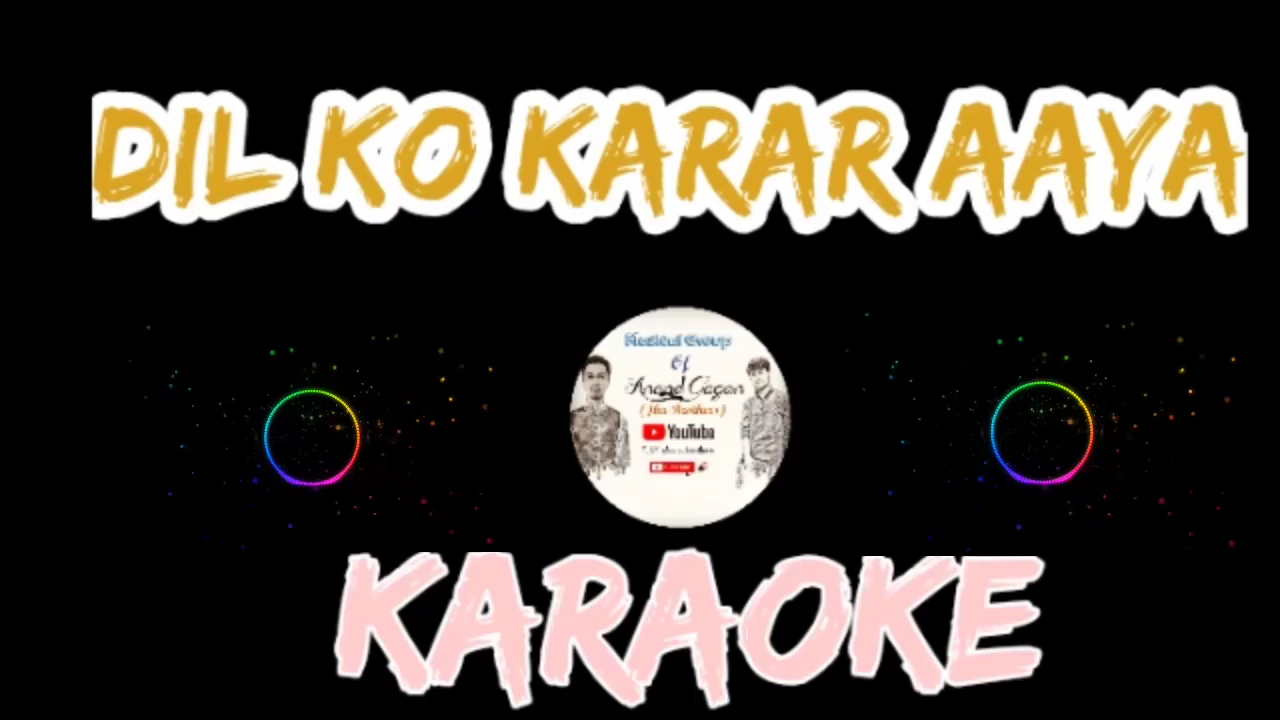 DIL KO KARAR AAYA
Musical Group
Of
Anand Gagan
YouTube
KARAOKE